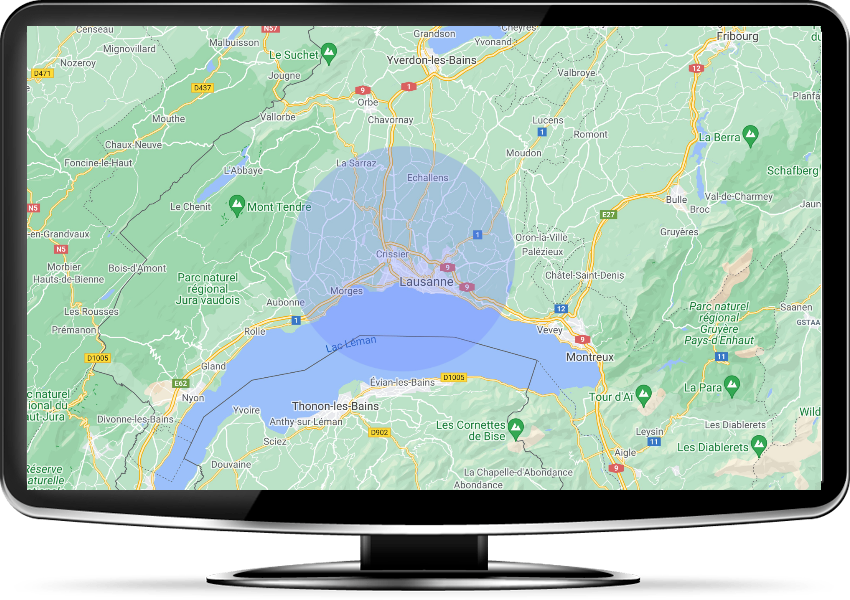 Censeau
N57
Grandson
Cheyres
Mignovillard
Malbuisson
Yvonand
Fribourg
Le Suchet
Nozeroy
Yverdon-les-Bains
D471
Jougne
12
Valbroye
D437
9
1
Orbe
Planfa
Mouthe
Vallorbe
Chavornay
Lucens
1
Romont
La Berra
Chaux-Neuve
Moudon
Foncine-le-Haut
La Sarraz
L'Abbaye
Echallens
Schafberg
Le Chenit
Mont Tendre
Bulle
Val-de-Charmey
Broc
Jaun
N5
E27
-en-Grandvaux
1
Gruyères
N5
Oron-la-Ville
Crissier
Palézieux
Morbier
Bois-d'Amont
9
Hauts-de-Bienne
Parc naturel
régional
Jura vaudois
Lausanne
Châtel-Saint-Denis
9
Morges
Aubonne
Parc naturel
régional
Gruyère
Pays-d'Enhaut
Saanen
Les Rousses
12
1
GSTAA
Rolle
Vevey
Prémanon
9
Lac Léman
D1005
Montreux
11
Gland
E62
Évian-les-Bains
D1005
La Para
c naturel
ional du
aut-Jura
Nyon
Tour d'Aï
Yvoire
Thonon-les-Bains
Wild
Divonne-les-Bains
Anthy-sur-Léman
Les Cornettes
de Bise
Les Diablerets
D902
Leysin
Sciez
11
Les Diablerets
Aigle
Douvaine
9
Réserve
aturelle
La Chapelle-d'Abondance
Abondance